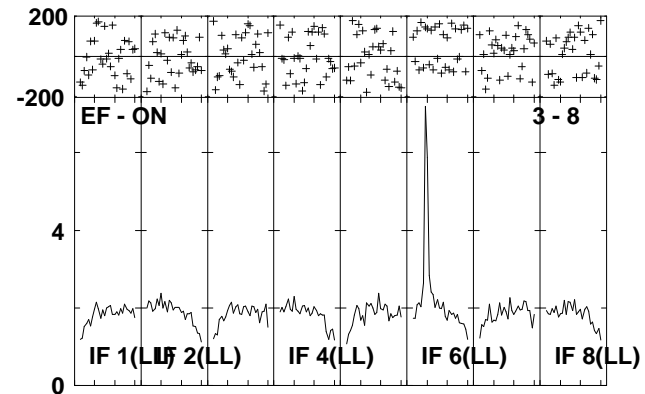 200
-200
EF - ON 3 - 8
4
IF 1(LL) IF 2(LL) IF 4(LL) IF 6(LL) IF 8(LL)
0